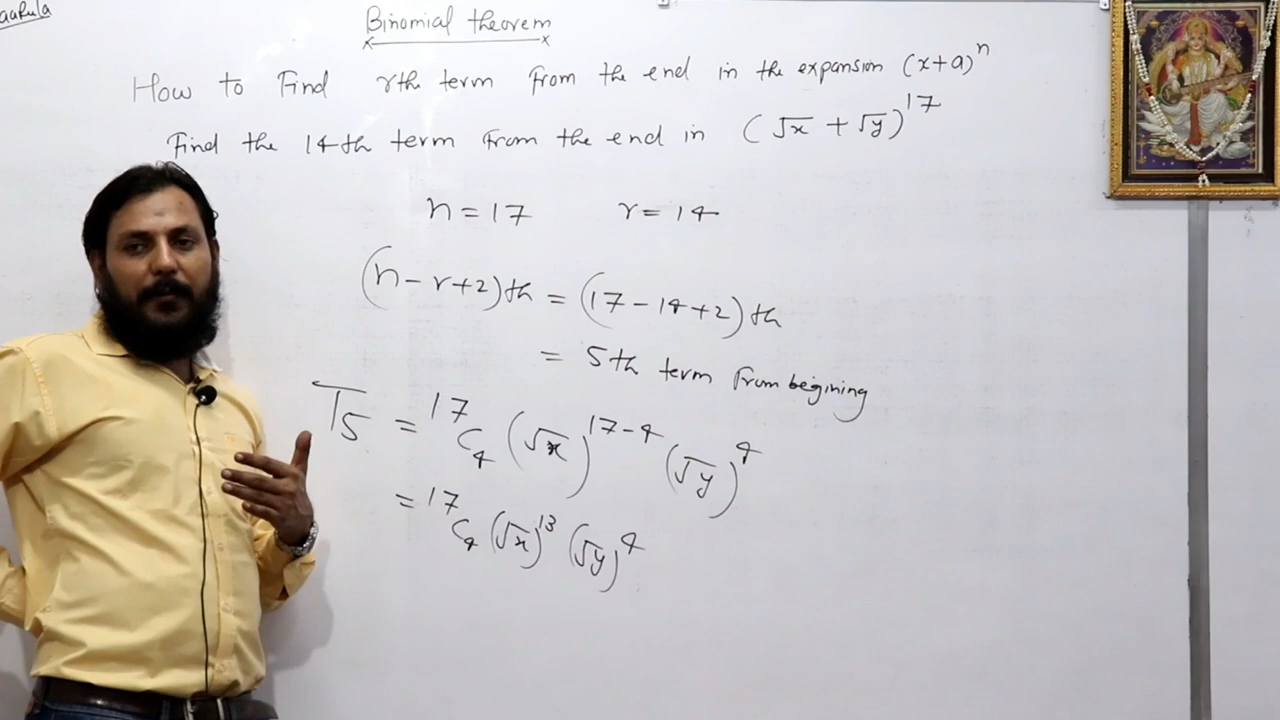 Binomial theorem
How to Find rth term from the end in the expansion (x+a)^n
Find the 14th term from the end in (√x + √y)^17
n = 17 r = 14
(n - r + 2)th = (17 - 14 + 2)th
= 5th term From begining
T5 = 17C4 (√x)^17-4 (√y)^4
= 17C4 (√x)^13 (√y)^4